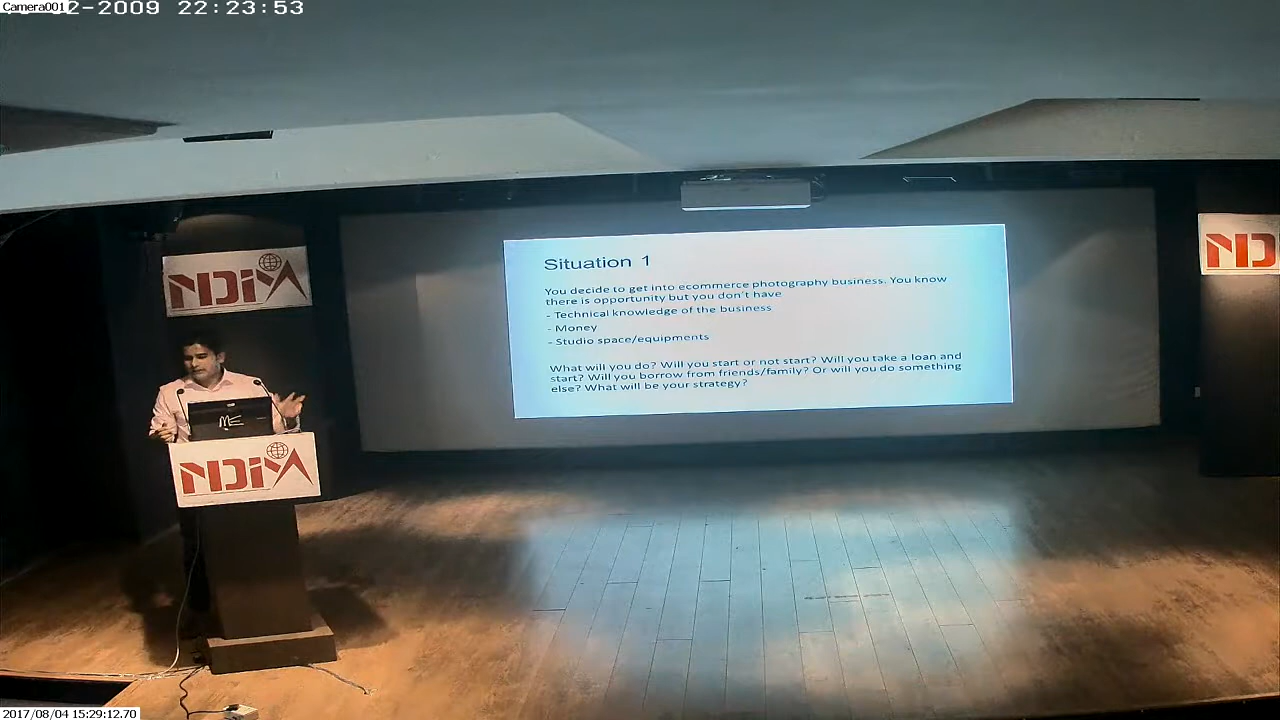 Camera001
-2009 22:23:53
NDIM
ND
Situation 1
You decide to get into ecommerce photography business. You know
there is opportunity but you don't have
- Technical knowledge of the business
- Money
- Studio space/equipments
What will you do? Will you start or not start? Will you take a loan and
start? Will you borrow from friends/family? Or will you do something
else? What will be your strategy?
ME
NDIM
2017/08/04 15:29:12.70